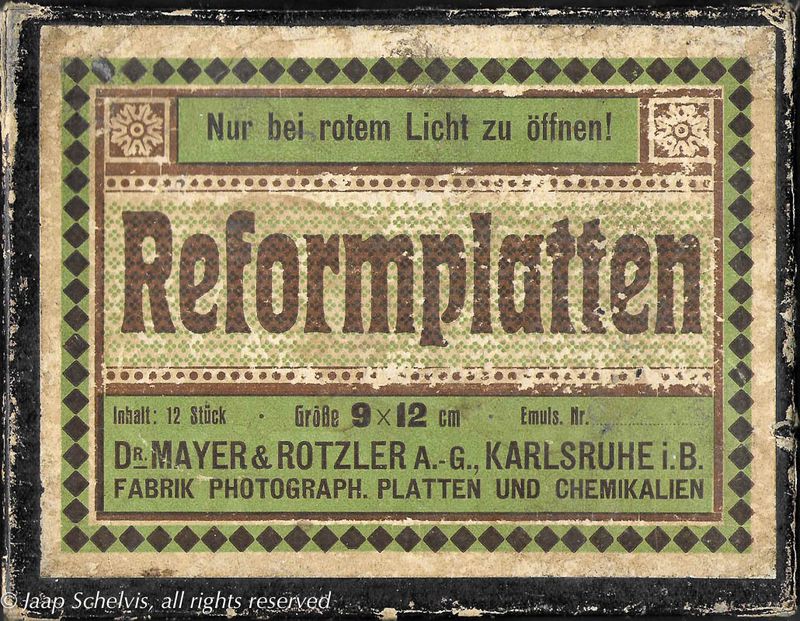 Nur bei rotem Licht zu öffnen!
Reformplatten
Inhalt: 12 Stück · Größe 9 × 12 cm · Emuls. Nr.
DR. MAYER & ROTZLER A.-G., KARLSRUHE i. B.
FABRIK PHOTOGRAPH. PLATTEN UND CHEMIKALIEN
© Jaap Schelvis, all rights reserved